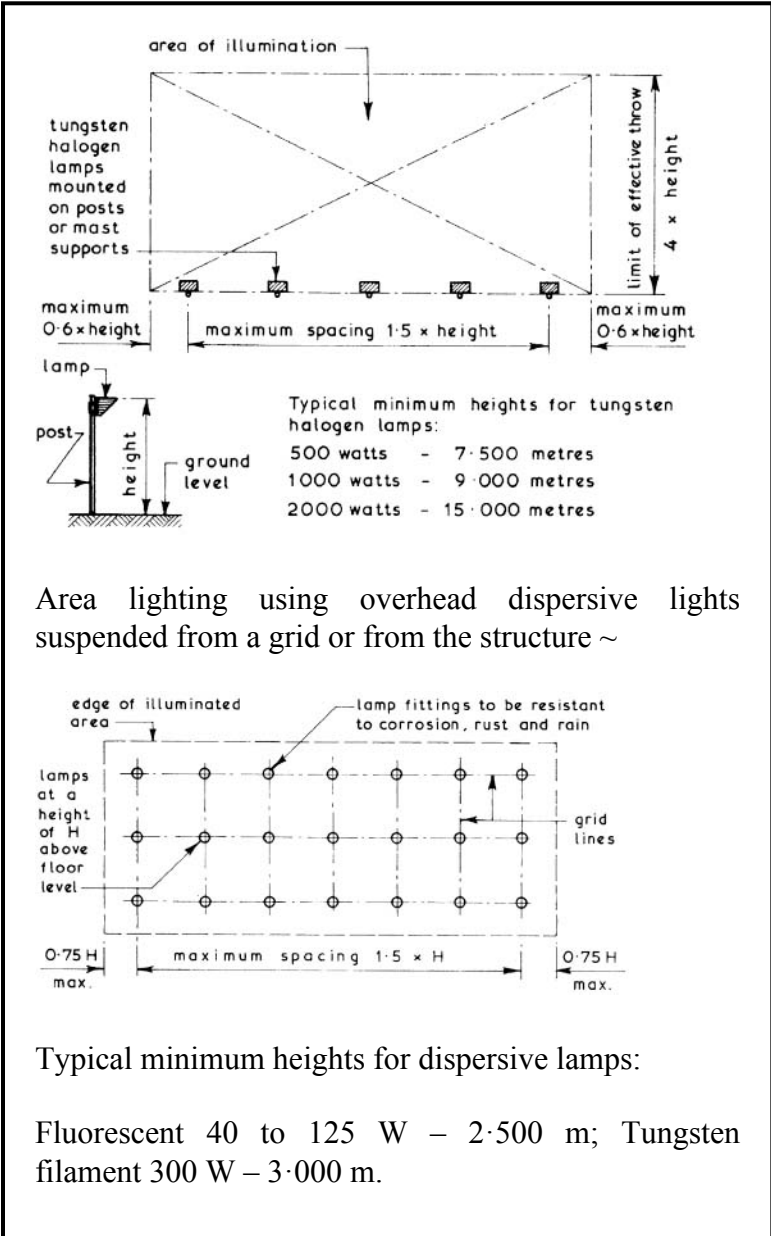 area of illumination
tungsten
halogen
lamps
mounted
on posts
or mast
supports
limit of effective throw
4 × height
maximum
0·6 × height
maximum spacing 1·5 × height
maximum
0·6 × height
lamp
post
height
ground
level
Typical minimum heights for tungsten
halogen lamps:
500 watts - 7·500 metres
1000 watts - 9·000 metres
2000 watts - 15·000 metres
Area lighting using overhead dispersive lights
suspended from a grid or from the structure ~
edge of illuminated
area
lamp fittings to be resistant
to corrosion, rust and rain
lamps
at a
height
of H
above
floor
level
grid
lines
0·75 H
max.
maximum spacing 1·5 × H
0·75 H
max.
Typical minimum heights for dispersive lamps:
Fluorescent 40 to 125 W – 2·500 m; Tungsten
filament 300 W – 3·000 m.